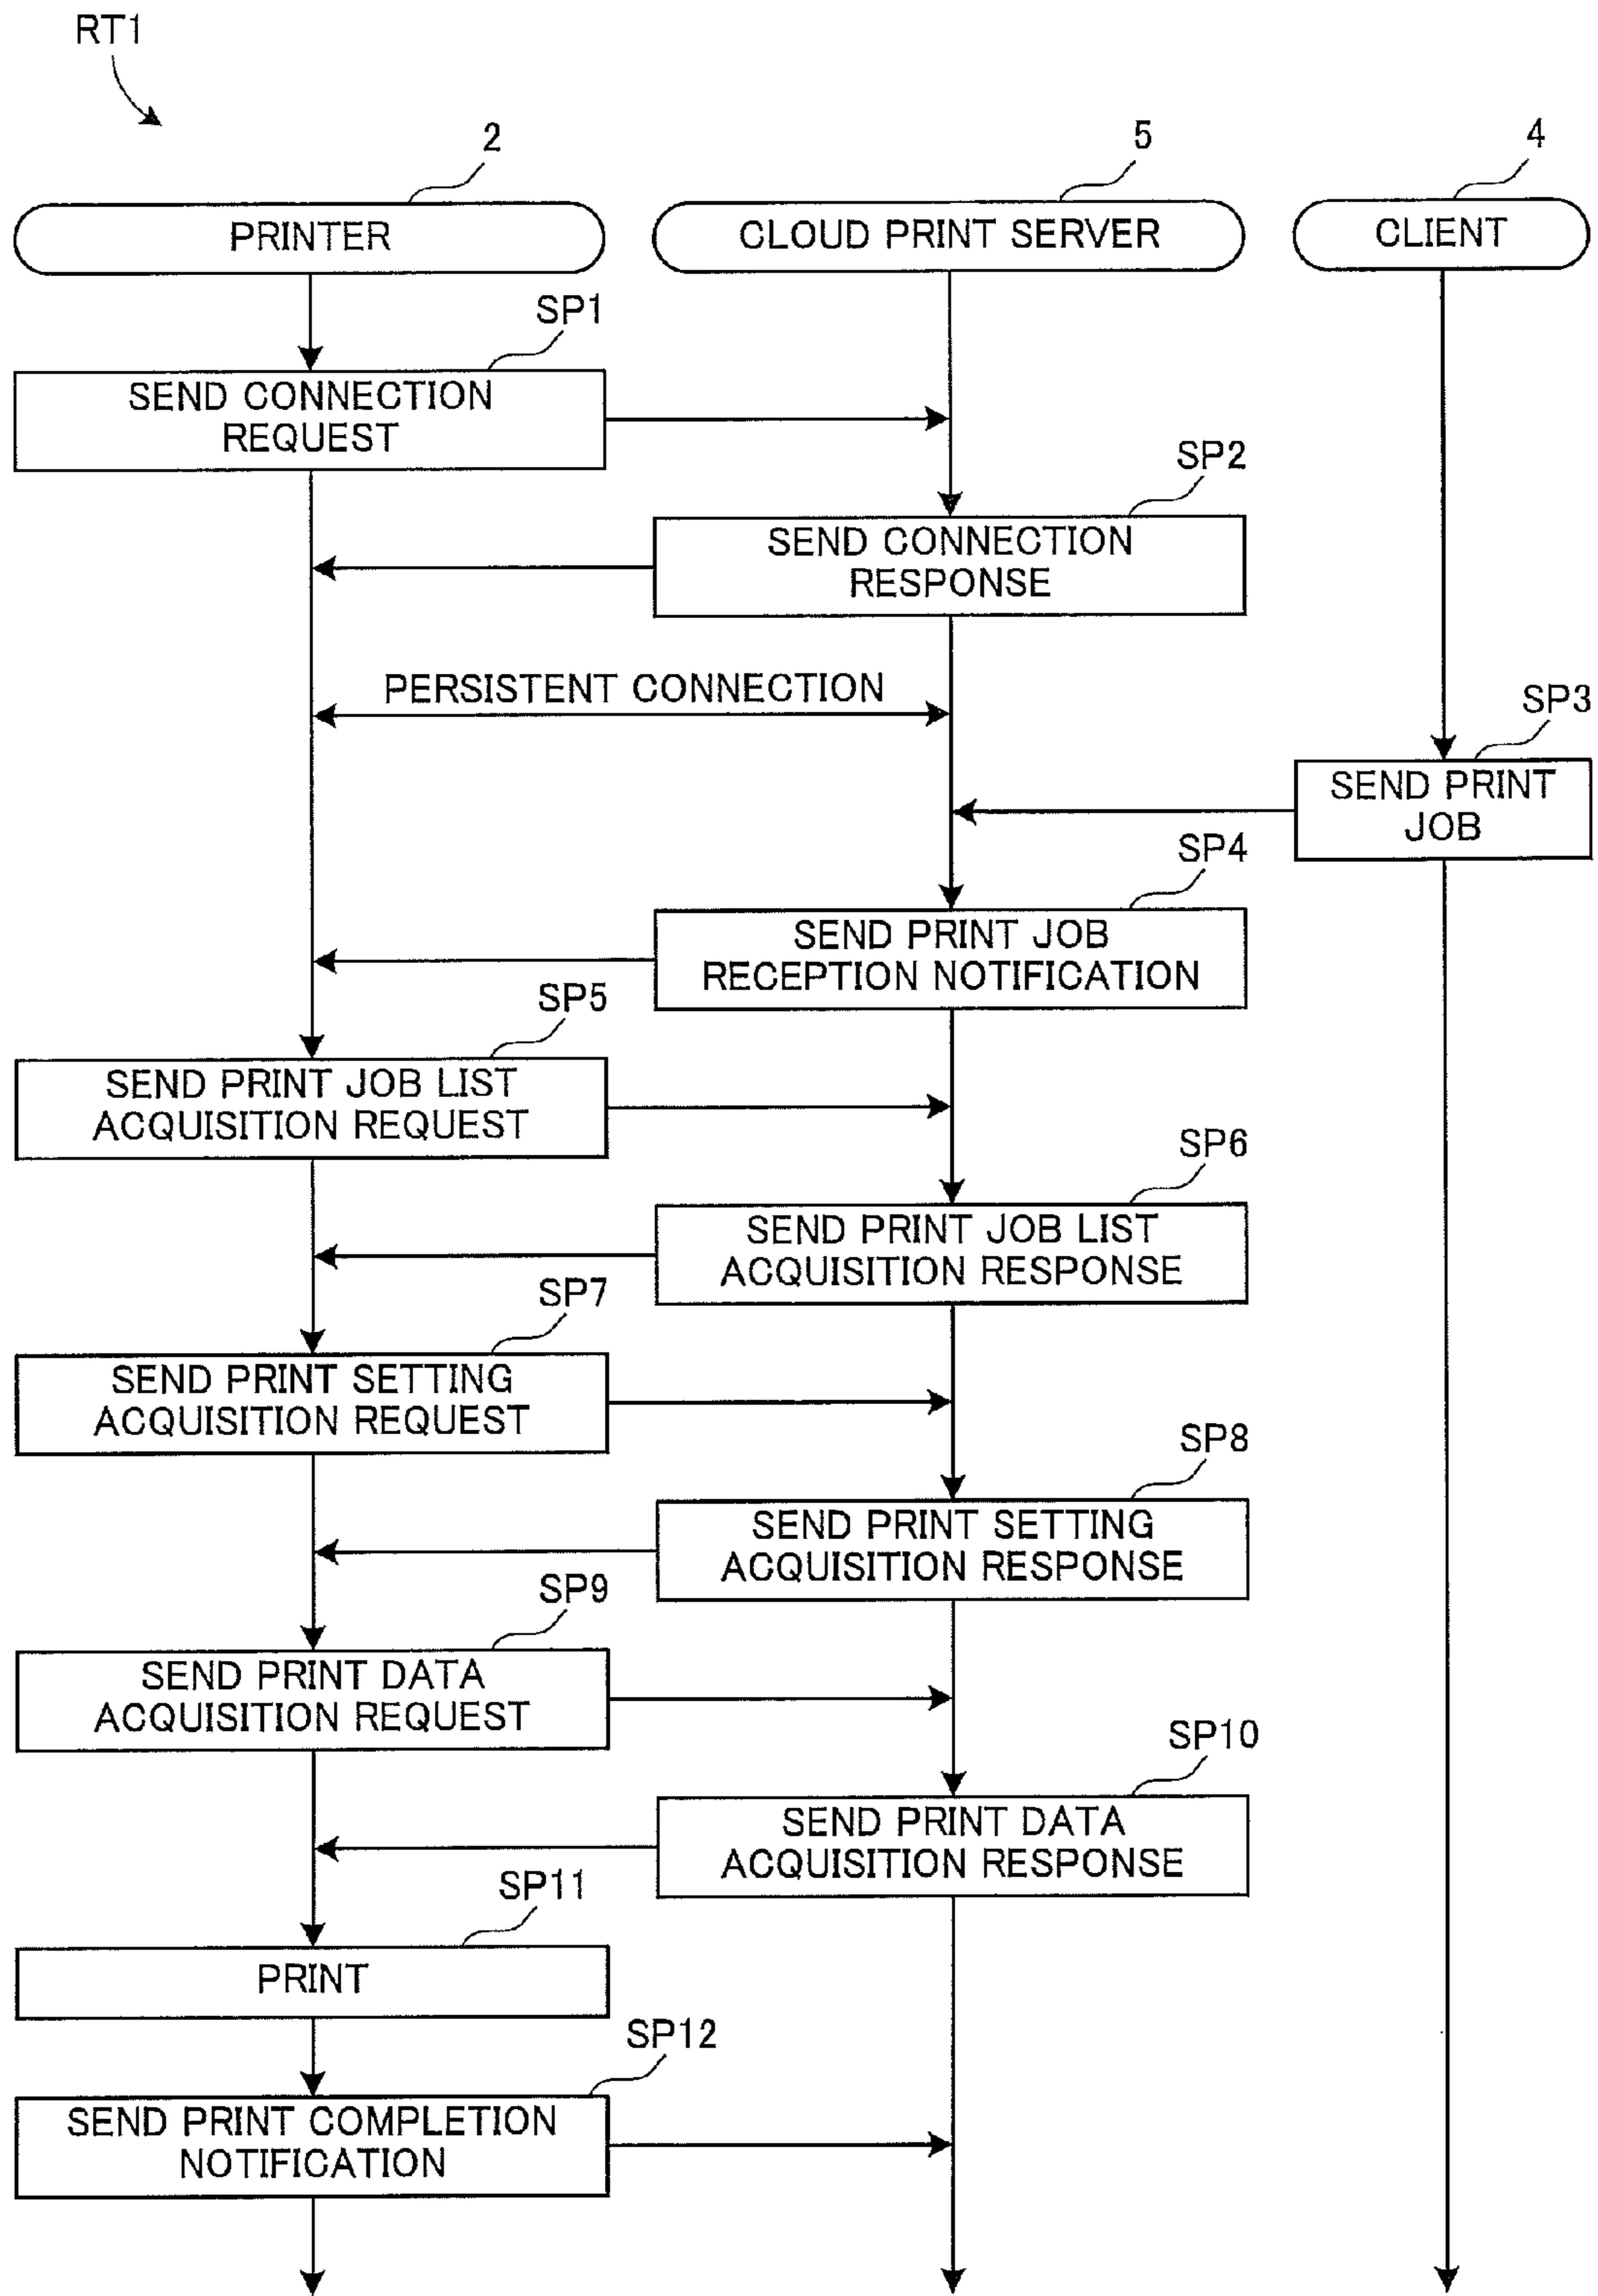 RT1
2
5
4
PRINTER
CLOUD PRINT SERVER
CLIENT
SP1
SEND CONNECTION
REQUEST
SP2
SEND CONNECTION
RESPONSE
PERSISTENT CONNECTION
SP3
SEND PRINT
JOB
SP4
SEND PRINT JOB
RECEPTION NOTIFICATION
SP5
SEND PRINT JOB LIST
ACQUISITION REQUEST
SP6
SEND PRINT JOB LIST
ACQUISITION RESPONSE
SP7
SEND PRINT SETTING
ACQUISITION REQUEST
SP8
SEND PRINT SETTING
ACQUISITION RESPONSE
SP9
SEND PRINT DATA
ACQUISITION REQUEST
SP10
SEND PRINT DATA
ACQUISITION RESPONSE
SP11
PRINT
SP12
SEND PRINT COMPLETION
NOTIFICATION